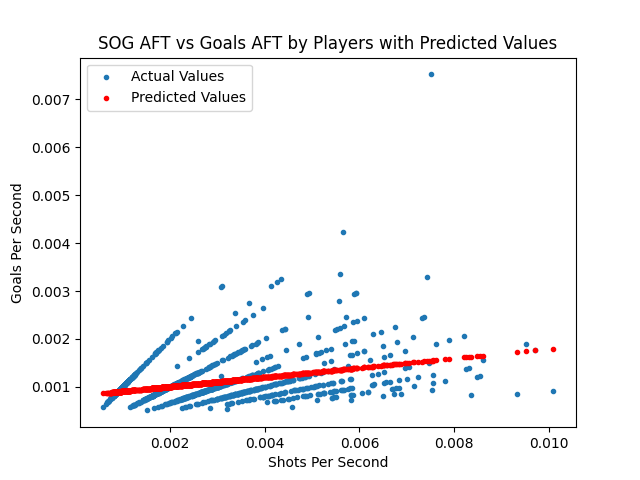 SOG AFT vs Goals AFT by Players with Predicted Values
Actual Values
Predicted Values
0.007
0.006
0.005
0.004
0.003
0.002
0.001
Goals Per Second
0.002 0.004 0.006 0.008 0.010
Shots Per Second